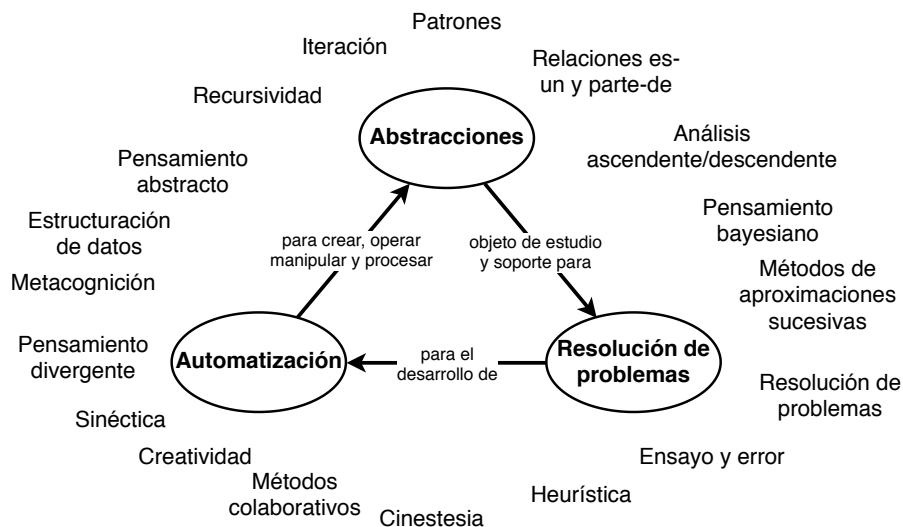 Patrones
Iteración
Relaciones es-
un y parte-de
Recursividad
Abstracciones
Análisis
ascendente/descendente
Pensamiento
abstracto
Pensamiento
bayesiano
Estructuración
de datos
para crear, operar
manipular y procesar
objeto de estudio
y soporte para
Metacognición
Métodos de
aproximaciones
sucesivas
Pensamiento
divergente
Automatización
para el
desarrollo de
Resolución de
problemas
Resolución de
problemas
Sinéctica
Creatividad
Ensayo y error
Métodos
colaborativos
Heurística
Cinestesia